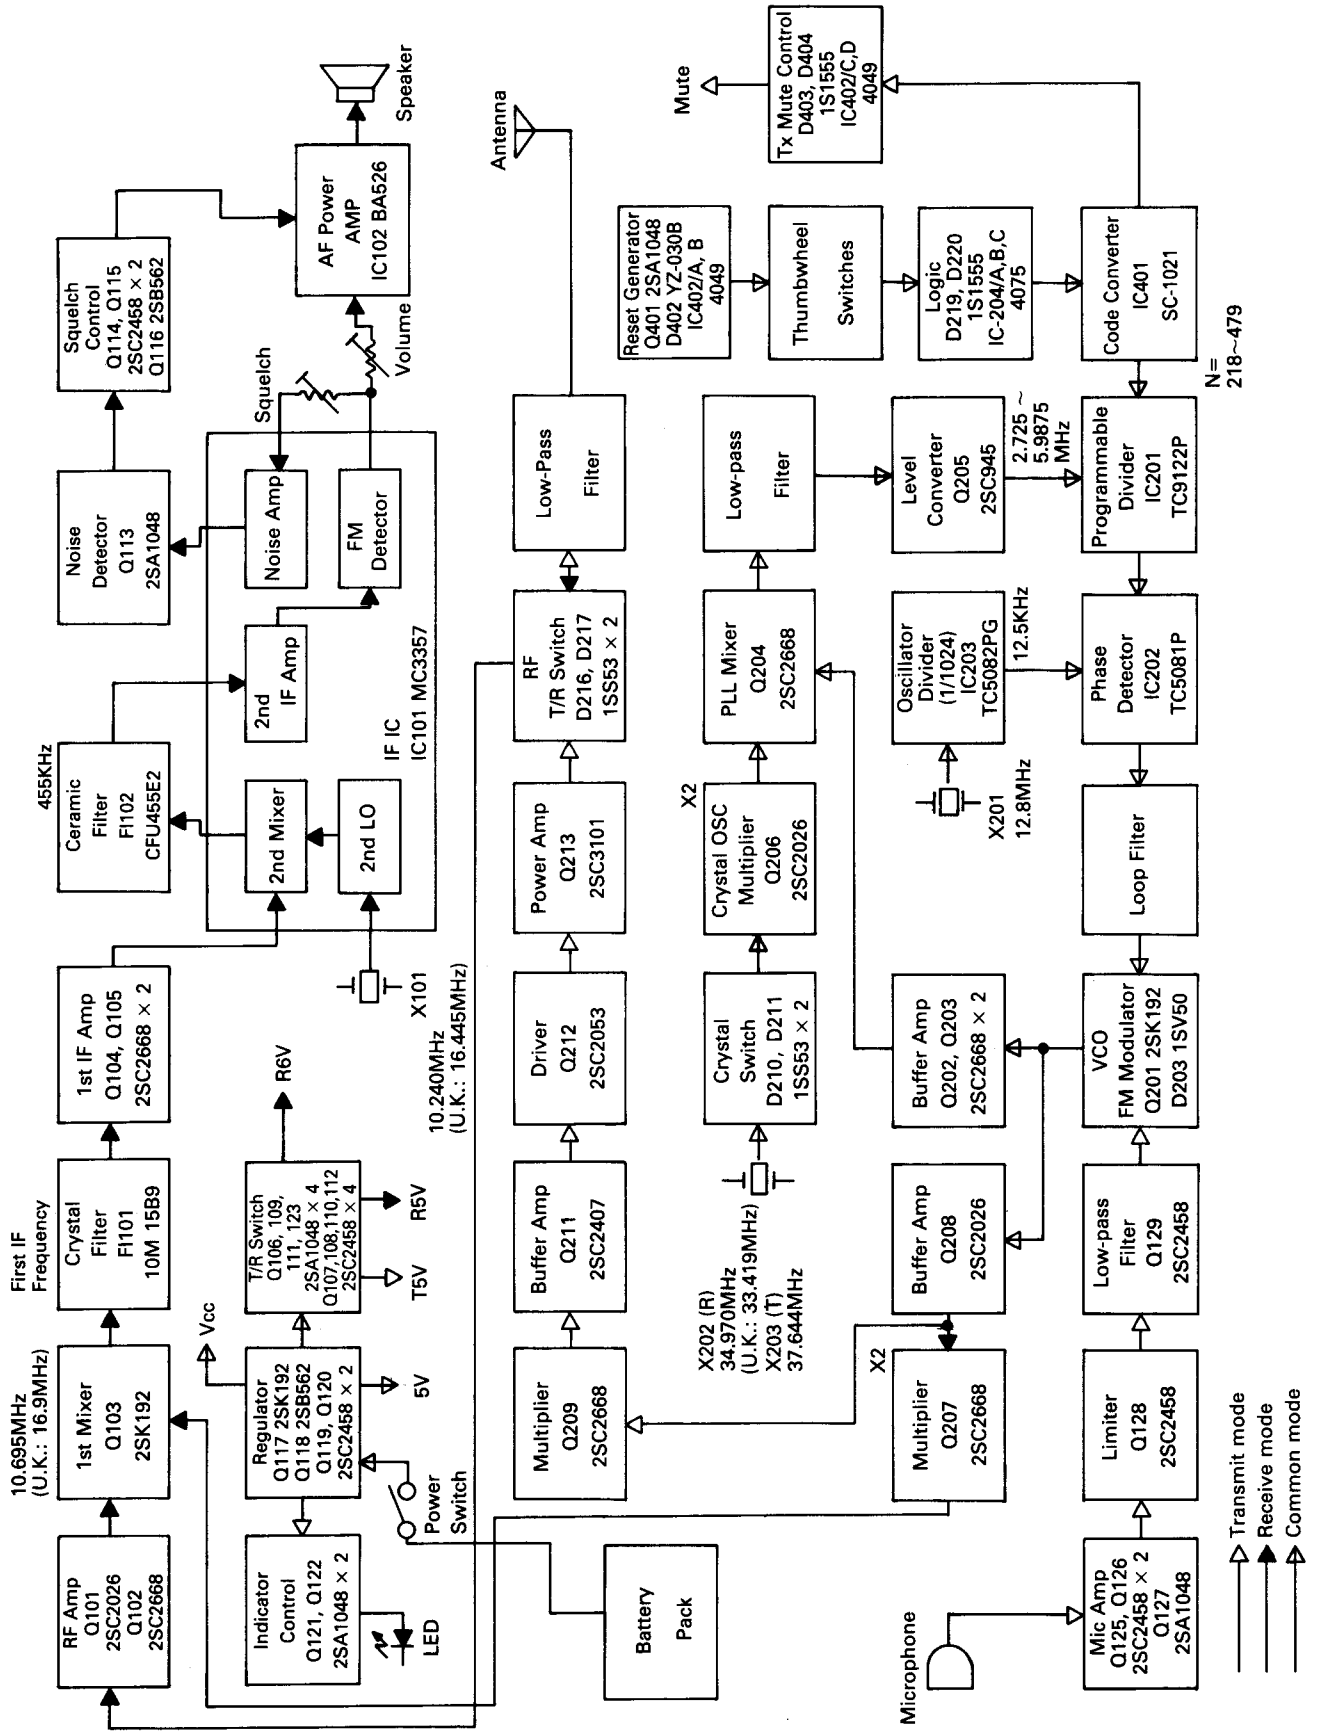 10.695MHz
(U.K.: 16.9MHz)
First IF
Frequency
455KHz
RF Amp
Q101
2SC2026
Q102
2SC2668
1st Mixer
Q103
2SK192
Crystal
Filter
FI101
10M 15B9
1st IF Amp
Q104, Q105
2SC2668 × 2
Ceramic
Filter
FI102
CFU455E2
Noise
Detector
Q113
2SA1048
Squelch
Control
Q114, Q115
2SC2458 × 2
Q116 2SB562
Vcc
Indicator
Control
Q121, Q122
2SA1048 × 2
LED
Regulator
Q117 2SK192
Q118 2SB562
Q119, Q120
2SC2458 × 2
5V
Power
Switch
T/R Switch
Q106, 109,
111, 123
2SA1048 × 4
Q107,108,110,112
2SC2458 × 4
R6V
T5V
R5V
2nd Mixer
2nd LO
2nd
IF Amp
Noise Amp
FM
Detector
IF IC
IC101 MC3357
X101
10.240MHz
(U.K.: 16.445MHz)
Squelch
Volume
AF Power
AMP
IC102 BA526
Speaker
Battery
Pack
Multiplier
Q209
2SC2668
Buffer Amp
Q211
2SC2407
Driver
Q212
2SC2053
Power Amp
Q213
2SC3101
RF
T/R Switch
D216, D217
1SS53 × 2
Low-Pass
Filter
Antenna
X202 (R)
34.970MHz
(U.K.: 33.419MHz)
X203 (T)
37.644MHz
Crystal
Switch
D210, D211
1SS53 × 2
X2
Crystal OSC
Multiplier
Q206
2SC2026
PLL Mixer
Q204
2SC2668
Low-pass
Filter
Reset Generator
Q401 2SA1048
D402 YZ-030B
IC402/A, B
4049
Mute
Thumbwheel
Switches
Tx Mute Control
D403, D404
1S1555
IC402/C,D
4049
X2
Multiplier
Q207
2SC2668
Buffer Amp
Q208
2SC2026
Buffer Amp
Q202, Q203
2SC2668 × 2
X201
12.8MHz
Oscillator
Divider
(1/1024)
IC203
TC5082PG
12.5KHz
Level
Converter
Q205
2SC945
2.725 ~
5.9875
MHz
Logic
D219, D220
1S1555
IC-204/A,B,C
4075
Microphone
Mic Amp
Q125, Q126
2SC2458 × 2
Q127
2SA1048
Limiter
Q128
2SC2458
Low-pass
Filter
Q129
2SC2458
VCO
FM Modulator
Q201 2SK192
D203 1SV50
Loop Filter
Phase
Detector
IC202
TC5081P
Programmable
Divider
IC201
TC9122P
Code Converter
IC401
SC-1021
N=
218~479
Transmit mode
Receive mode
Common mode